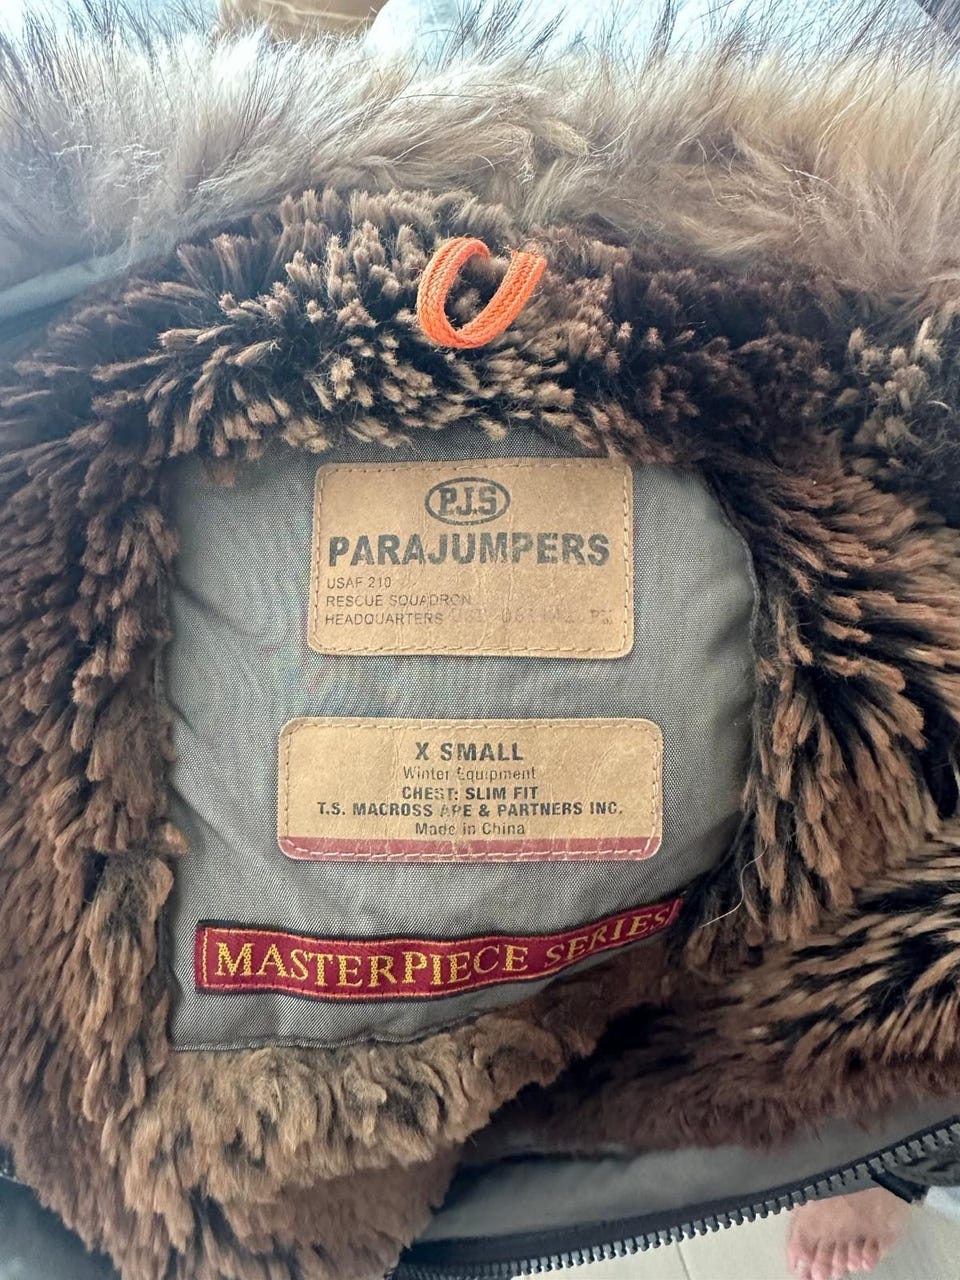 P.J.S
PARAJUMPERS
USAF 210
RESCUE SQUADRON
HEADQUARTERS
X SMALL
Winter Equipment
CHEST: SLIM FIT
T.S. MACROSS APE & PARTNERS INC.
Made in China
MASTERPIECE SERIES